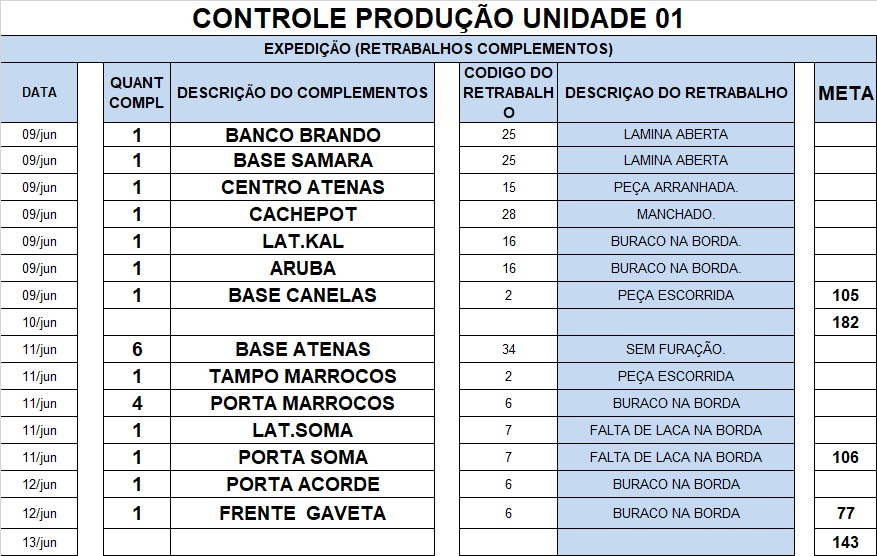 CONTROLE PRODUÇÃO UNIDADE 01
EXPEDIÇÃO (RETRABALHOS COMPLEMENTOS)
DATA QUANT COMPL DESCRIÇÃO DO COMPLEMENTOS CODIGO DO RETRABALHO DESCRIÇAO DO RETRABALHO META
09/jun 1 BANCO BRANDO 25 LAMINA ABERTA
09/jun 1 BASE SAMARA 25 LAMINA ABERTA
09/jun 1 CENTRO ATENAS 15 PEÇA ARRANHADA.
09/jun 1 CACHEPOT 28 MANCHADO.
09/jun 1 LAT.KAL 16 BURACO NA BORDA.
09/jun 1 ARUBA 16 BURACO NA BORDA.
09/jun 1 BASE CANELAS 2 PEÇA ESCORRIDA 105
10/jun 182
11/jun 6 BASE ATENAS 34 SEM FURAÇÃO.
11/jun 1 TAMPO MARROCOS 2 PEÇA ESCORRIDA
11/jun 4 PORTA MARROCOS 6 BURACO NA BORDA
11/jun 1 LAT.SOMA 7 FALTA DE LACA NA BORDA
11/jun 1 PORTA SOMA 7 FALTA DE LACA NA BORDA 106
12/jun 1 PORTA ACORDE 6 BURACO NA BORDA
12/jun 1 FRENTE GAVETA 6 BURACO NA BORDA 77
13/jun 143